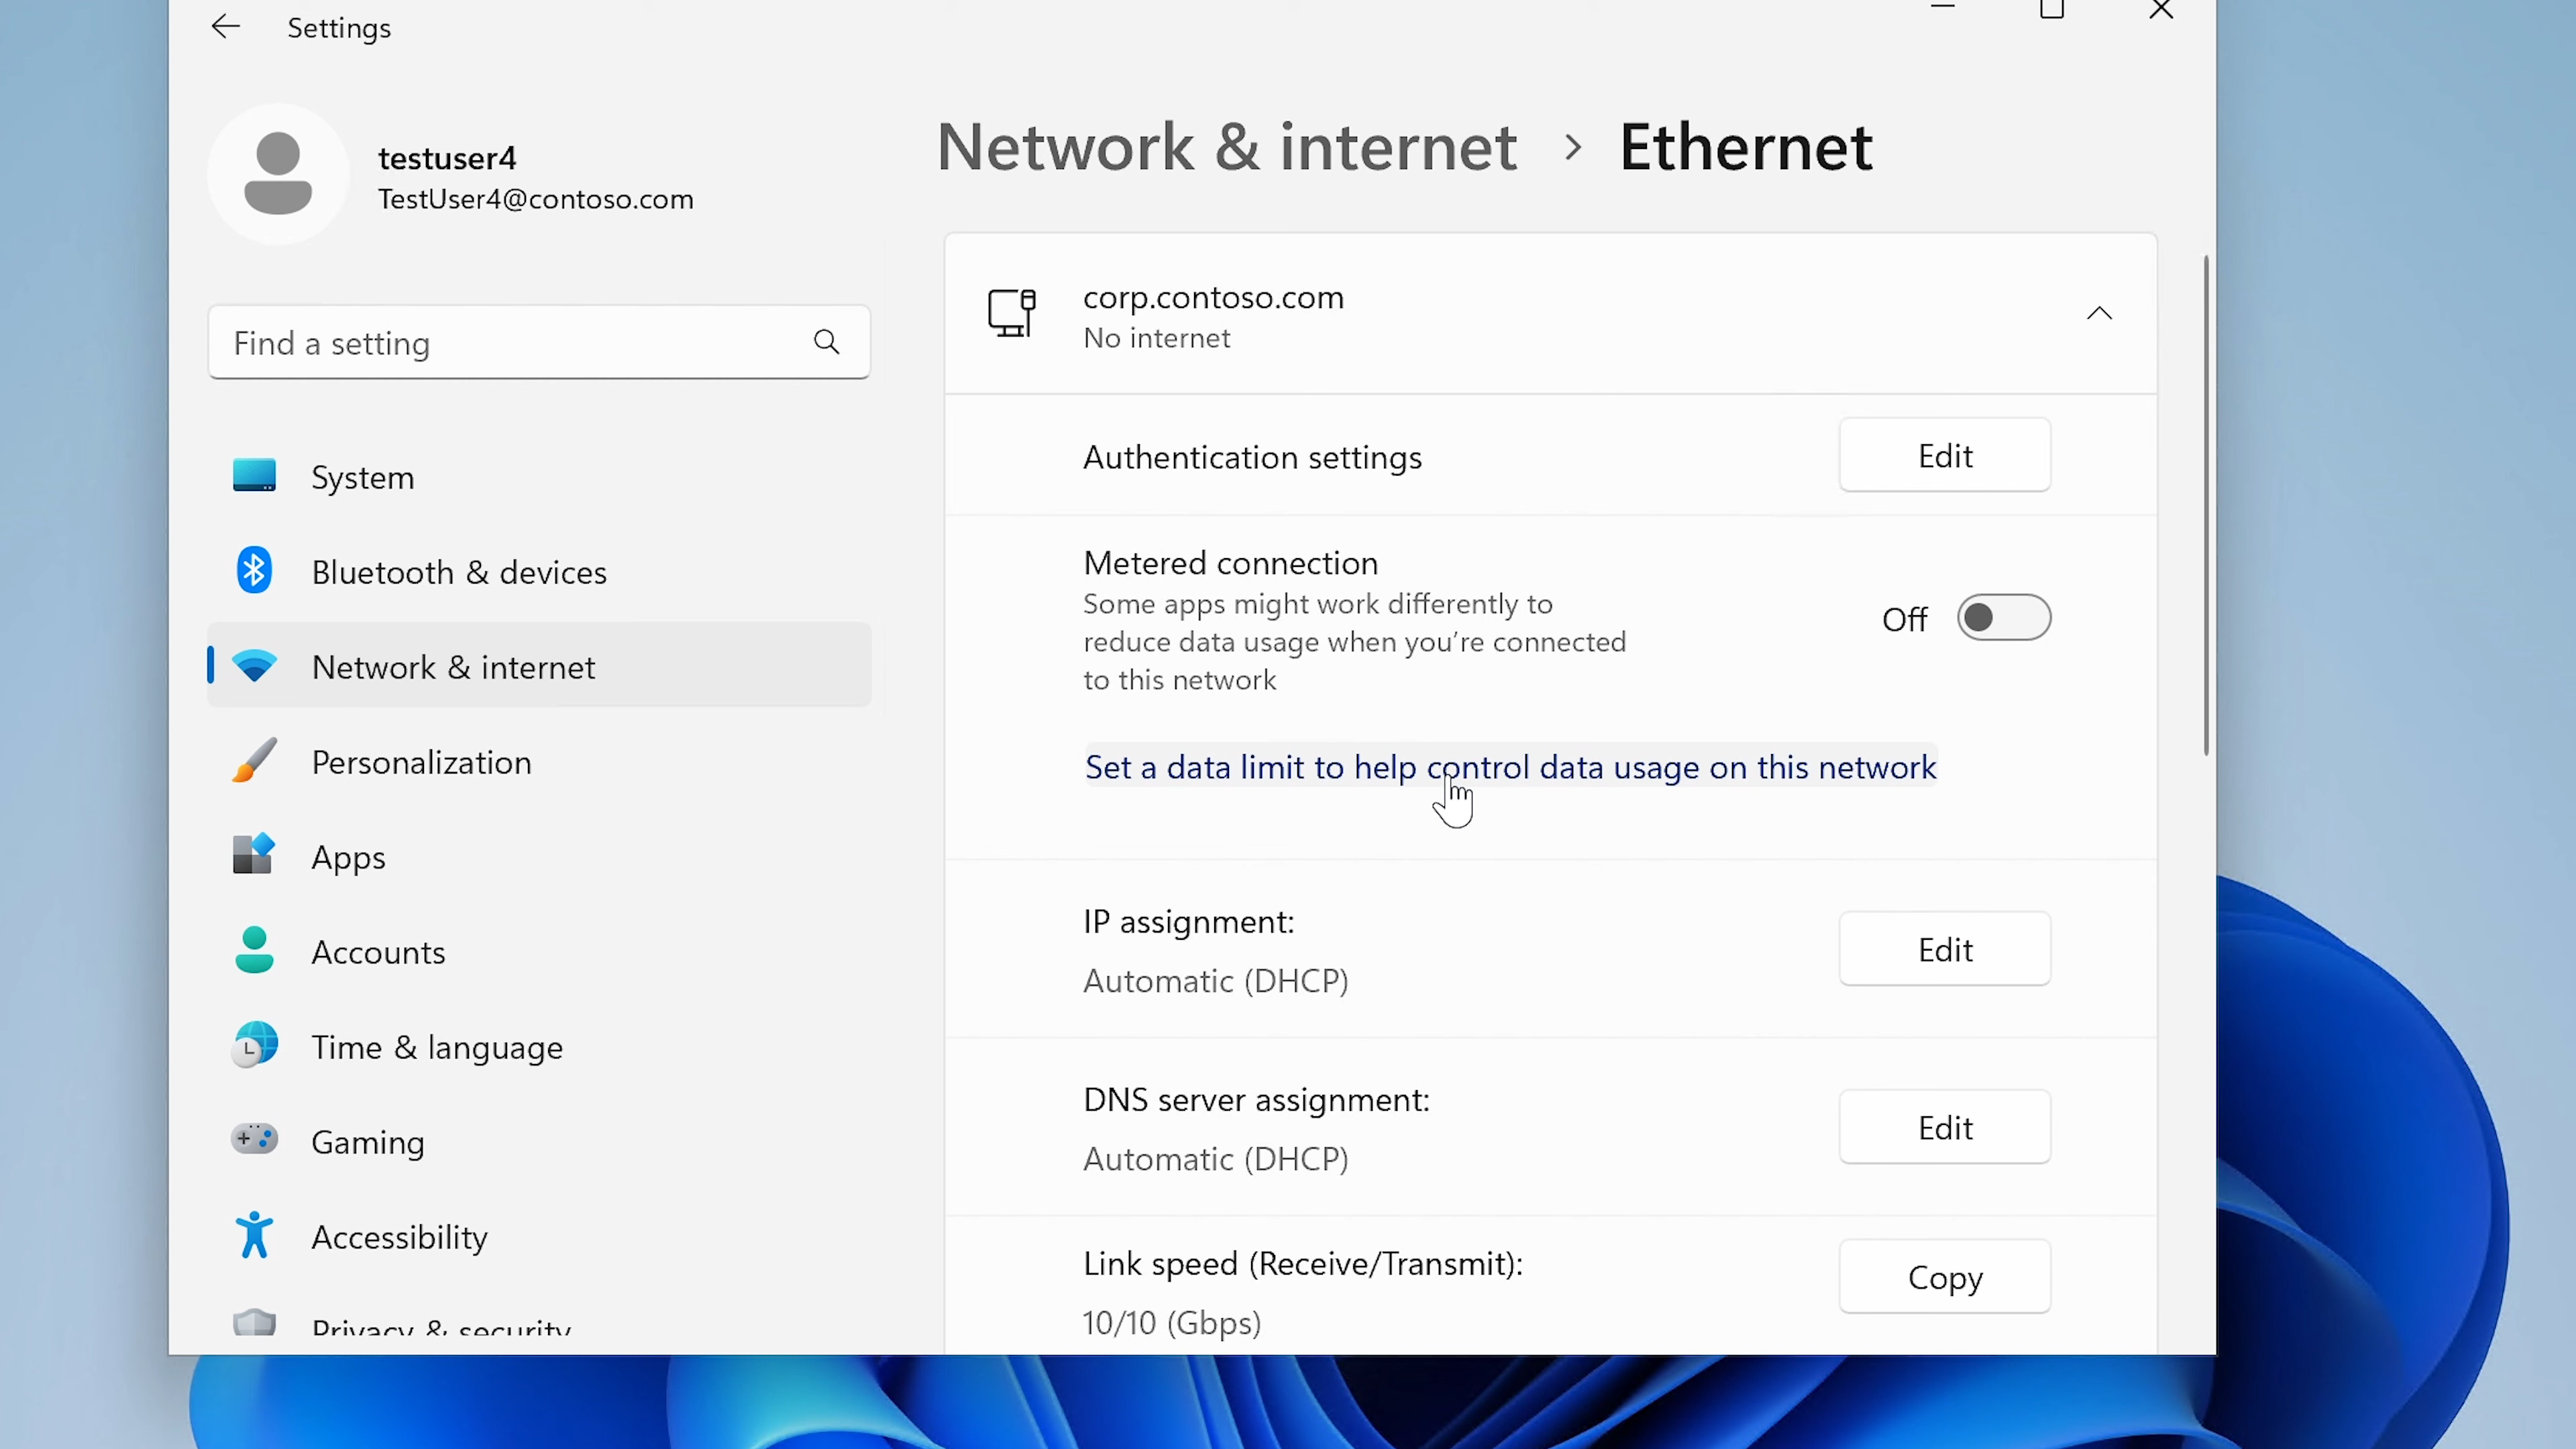 Settings
testuser4
TestUser4@contoso.com
Find a setting
System
Bluetooth & devices
Network & internet
Personalization
Apps
Accounts
Time & language
Gaming
Accessibility
Privacy & security
Network & internet > Ethernet
corp.contoso.com
No internet
Authentication settings
Edit
Metered connection
Some apps might work differently to
reduce data usage when you’re connected
to this network
Off
Set a data limit to help control data usage on this network
IP assignment:
Automatic (DHCP)
Edit
DNS server assignment:
Automatic (DHCP)
Edit
Link speed (Receive/Transmit):
10/10 (Gbps)
Copy